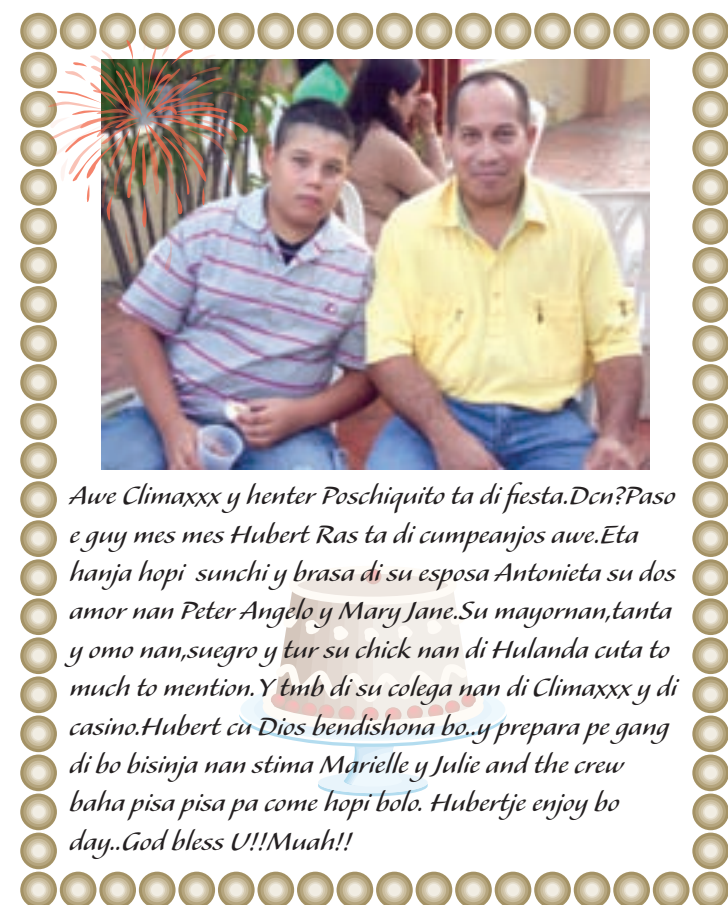 Awe Climaxxx y henter Poschiquito ta di fiesta.Dcn?Paso
e guy mes mes Hubert Ras ta di cumpeanjos awe.Eta
hanja hopi sunchi y brasa di su esposa Antonieta su dos
amor nan Peter Angelo y Mary Jane.Su mayornan,tanta
y omo nan,suegro y tur su chick nan di Hulanda cuta to
much to mention.Y tmb di su colega nan di Climaxxx y di
casino.Hubert cu Dios bendishona bo..y prepara pe gang
di bo bisinja nan stima Marielle y Julie and the crew
baha pisa pisa pa come hopi bolo. Hubertje enjoy bo
day..God bless U!!Muah!!